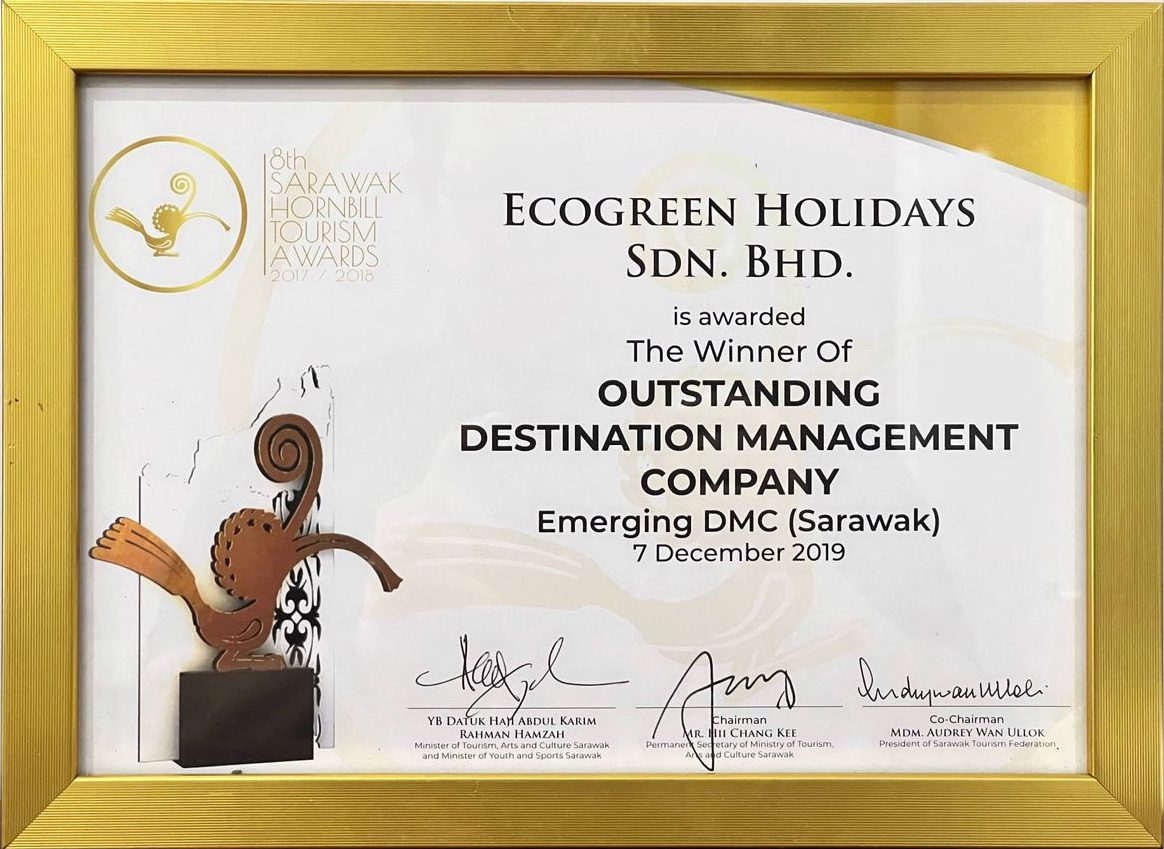 8th
SARAWAK
HORNBILL
TOURISM
AWARDS
2017 / 2018
ECOGREEN HOLIDAYS
SDN. BHD.
is awarded
The Winner Of
OUTSTANDING
DESTINATION MANAGEMENT
COMPANY
Emerging DMC (Sarawak)
7 December 2019
YB DATUK HAJI ABDUL KARIM
RAHMAN HAMZAH
Minister of Tourism, Arts and Culture Sarawak
and Minister of Youth and Sports Sarawak
Chairman
MR. HII CHANG KEE
Permanent Secretary of Ministry of Tourism,
Arts and Culture Sarawak
Co-Chairman
MDM. AUDREY WAN ULLOK
President of Sarawak Tourism Federation